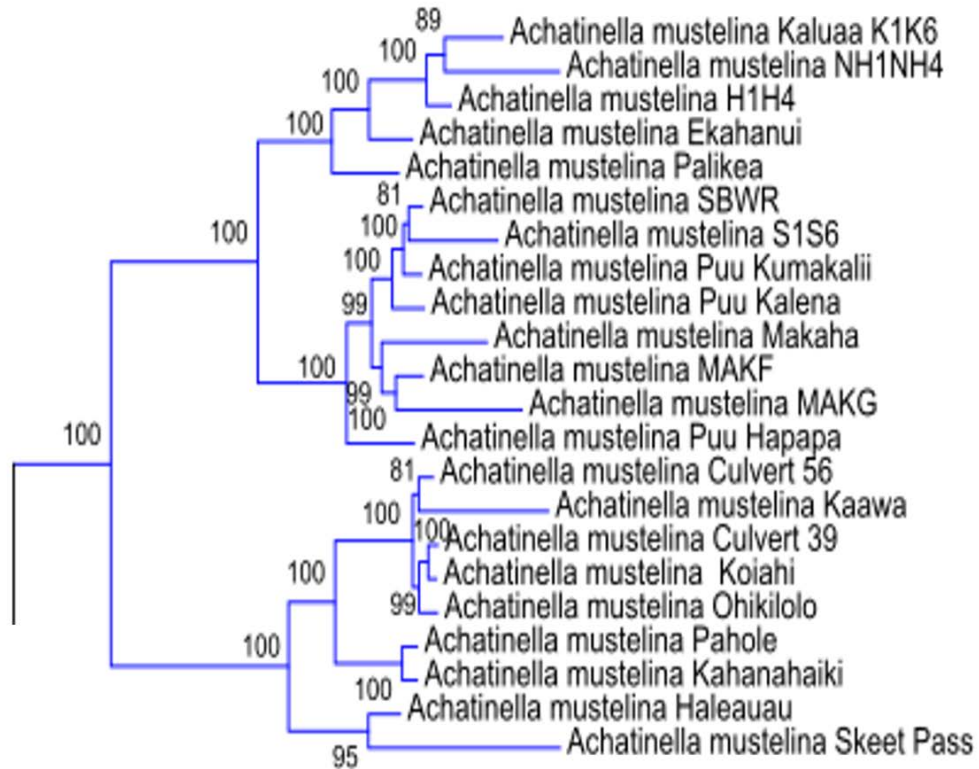 89
Achatinella mustelina Kaluaa K1K6
100
Achatinella mustelina NH1NH4
100
Achatinella mustelina H1H4
100
Achatinella mustelina Ekahanui
Achatinella mustelina Palikea
81
Achatinella mustelina SBWR
100
100
Achatinella mustelina S1S6
100
Achatinella mustelina Puu Kumakalii
99
Achatinella mustelina Puu Kalena
Achatinella mustelina Makaha
100
Achatinella mustelina MAKF
99
Achatinella mustelina MAKG
100
100
Achatinella mustelina Puu Hapapa
81
Achatinella mustelina Culvert 56
Achatinella mustelina Kaawa
100
100
Achatinella mustelina Culvert 39
100
Achatinella mustelina Koiahi
99
Achatinella mustelina Ohikilolo
100
Achatinella mustelina Pahole
Achatinella mustelina Kahanahaiki
100
Achatinella mustelina Haleauau
95
Achatinella mustelina Skeet Pass